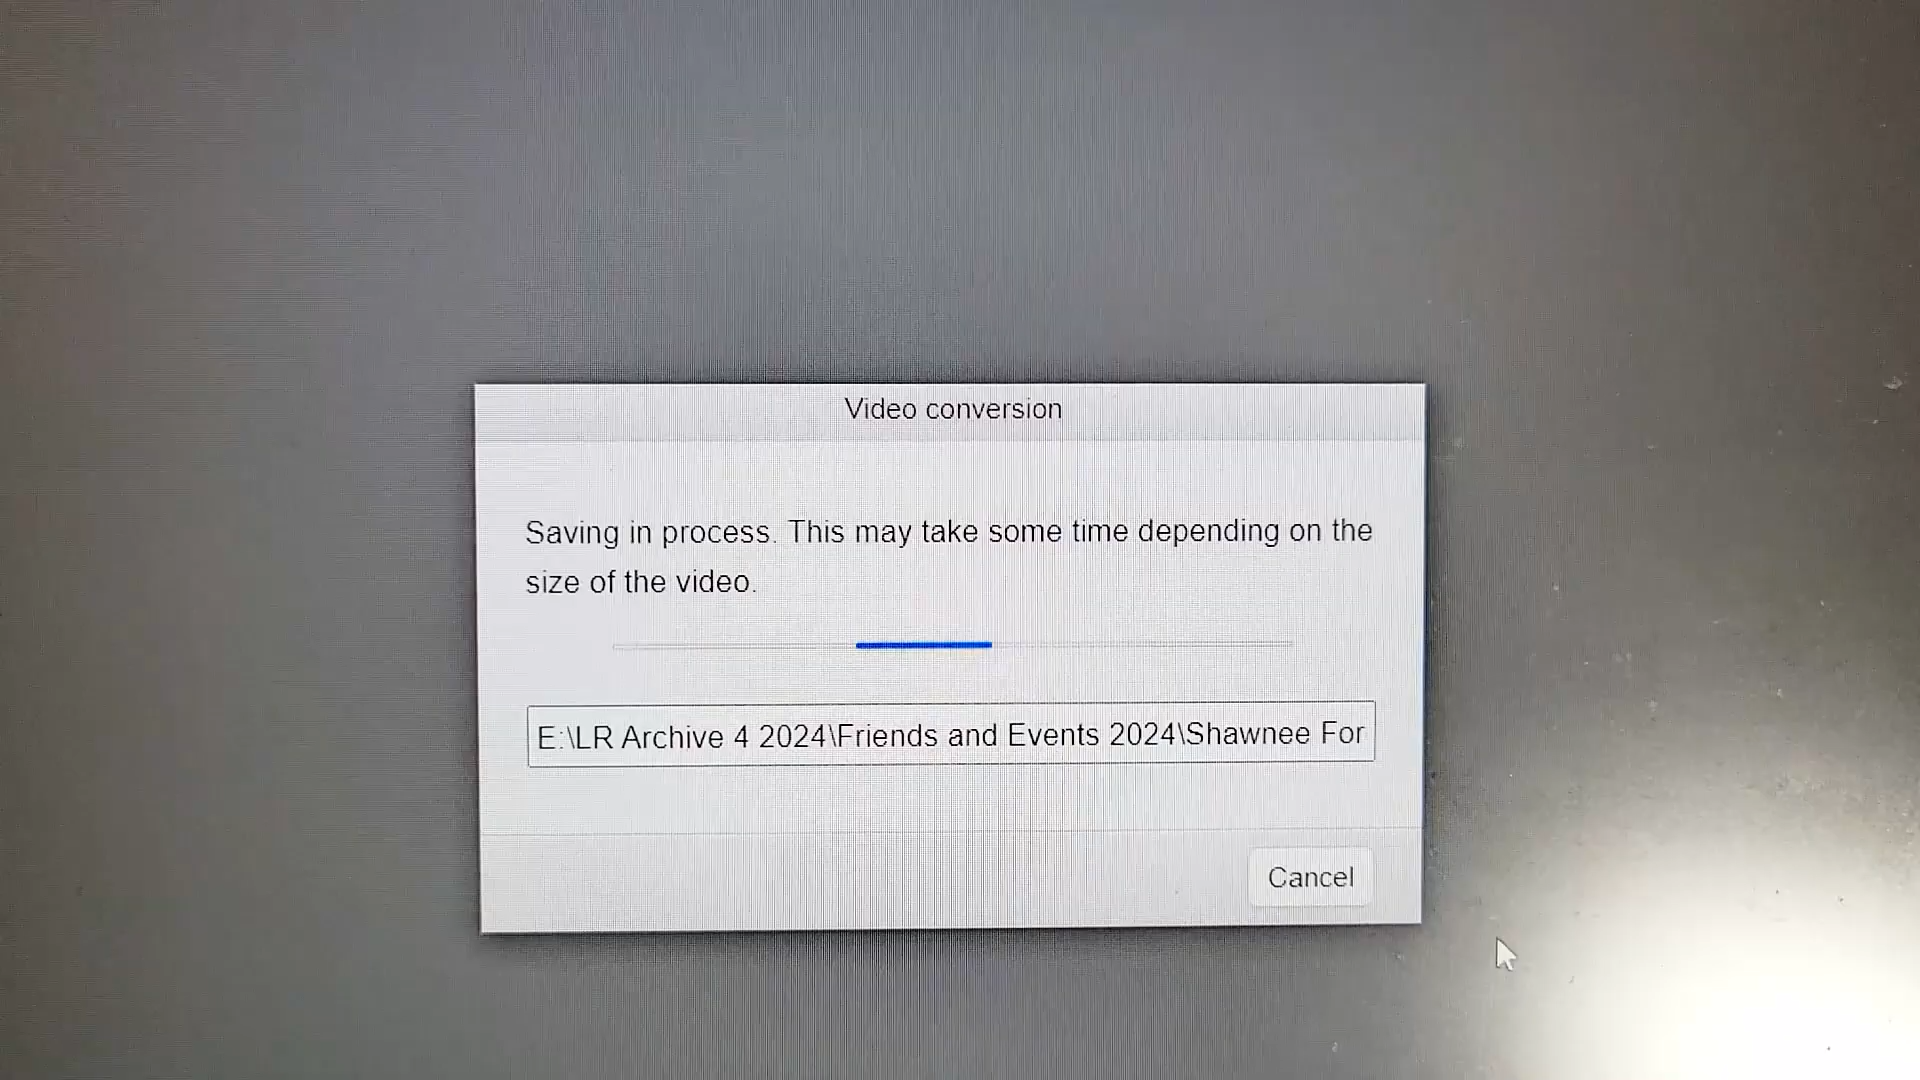 Video conversion
Saving in process. This may take some time depending on the
size of the video.
E:\LR Archive 4 2024\Friends and Events 2024\Shawnee For
Cancel